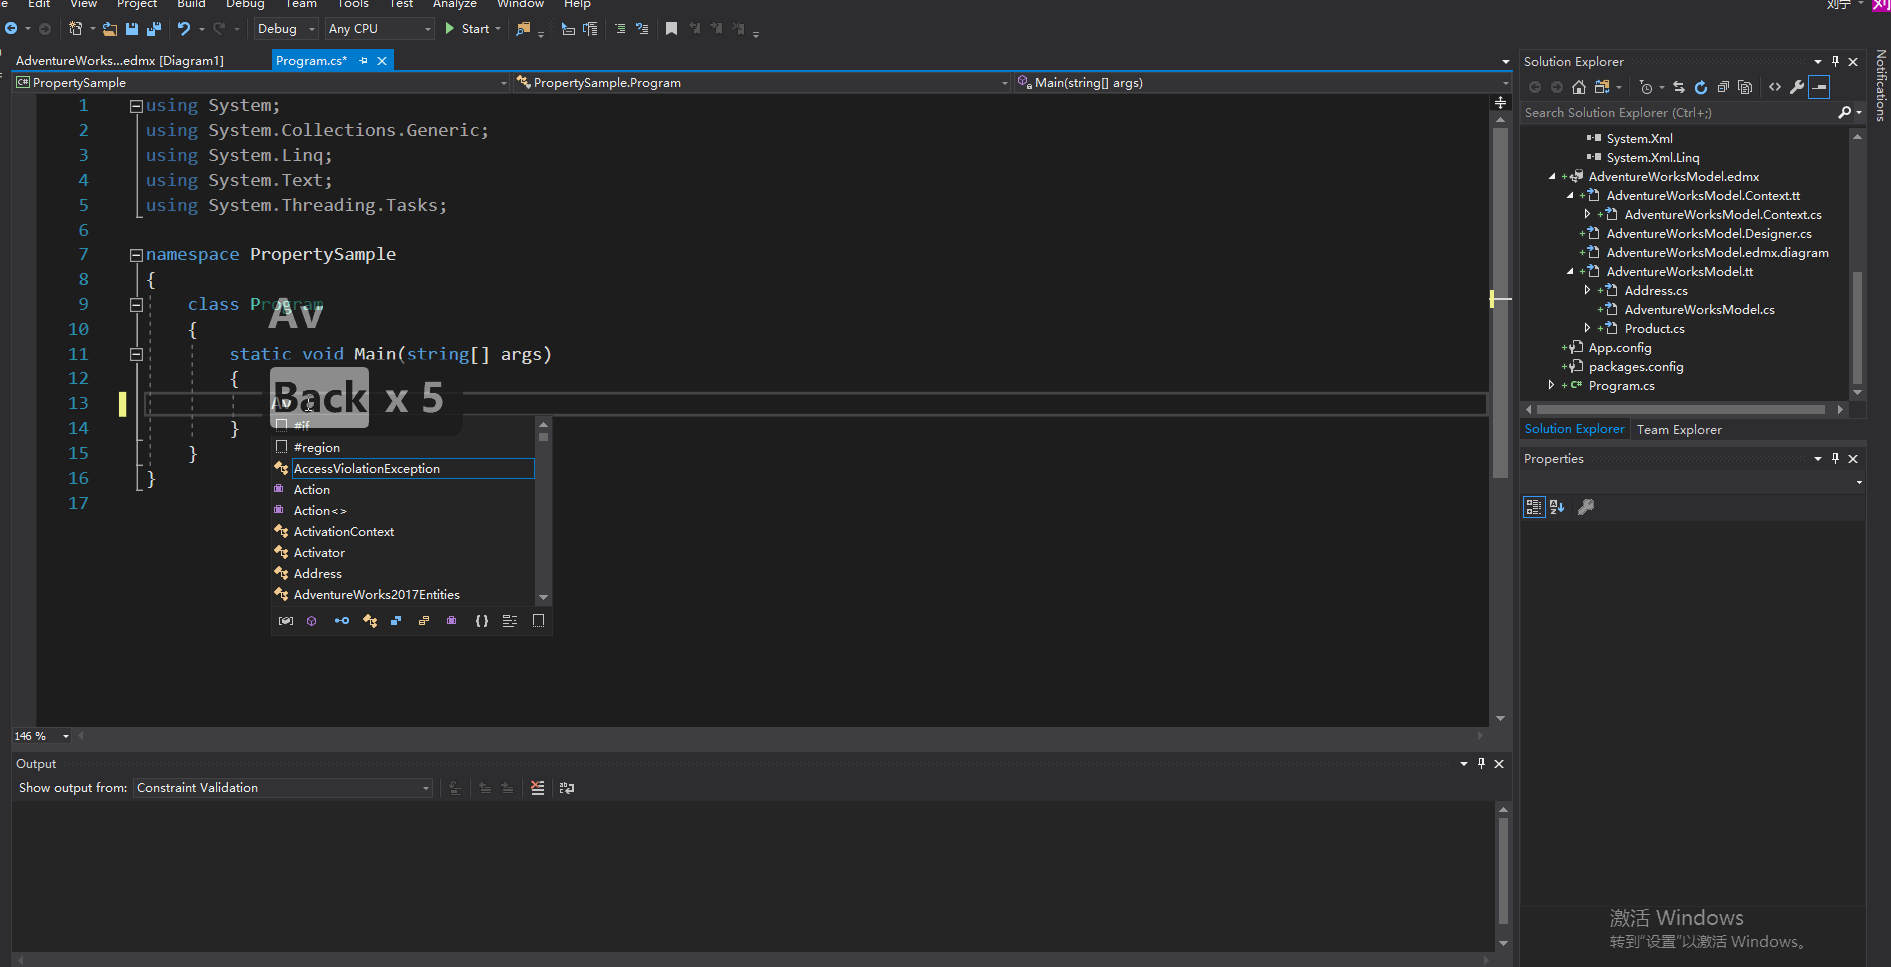 Edit View Project Build Debug Team Tools Test Analyze Window Help
刘宁 刘
Debug Any CPU Start
AdventureWorks...edmx [Diagram1] Program.cs*
PropertySample PropertySample.Program Main(string[] args)
1 using System;
2 using System.Collections.Generic;
3 using System.Linq;
4 using System.Text;
5 using System.Threading.Tasks;
6
7 namespace PropertySample
8 {
9 class Program
Av
10 {
11 static void Main(string[] args)
12 {
13 Av
Back x 5
14 }
15 }
16 }
17
#if
#region
AccessViolationException
Action
Action<>
ActivationContext
Activator
Address
AdventureWorks2017Entities
146 %
Output
Show output from: Constraint Validation
Solution Explorer
Search Solution Explorer (Ctrl+;)
System.Xml
System.Xml.Linq
AdventureWorksModel.edmx
AdventureWorksModel.Context.tt
AdventureWorksModel.Context.cs
AdventureWorksModel.Designer.cs
AdventureWorksModel.edmx.diagram
AdventureWorksModel.tt
Address.cs
AdventureWorksModel.cs
Product.cs
App.config
packages.config
Program.cs
Solution Explorer Team Explorer
Properties
Notifications
激活 Windows
转到"设置"以激活 Windows。